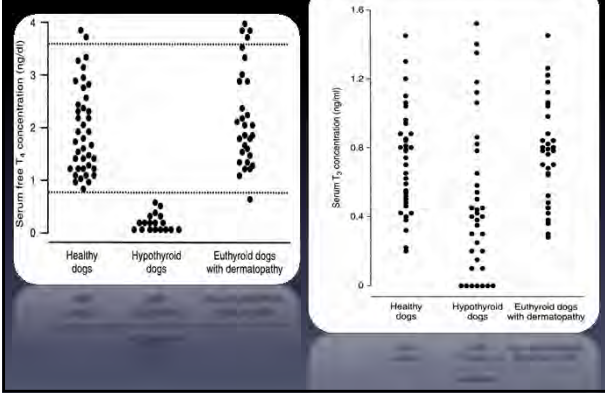 Serum free T4 concentration (ng/dl)
4
3
2
1
0
Healthy
dogs
Hypothyroid
dogs
Euthyroid dogs
with dermatopathy
Serum T3 concentration (ng/ml)
1.6
1.2
0.8
0.4
0
Healthy
dogs
Hypothyroid
dogs
Euthyroid dogs
with dermatopathy